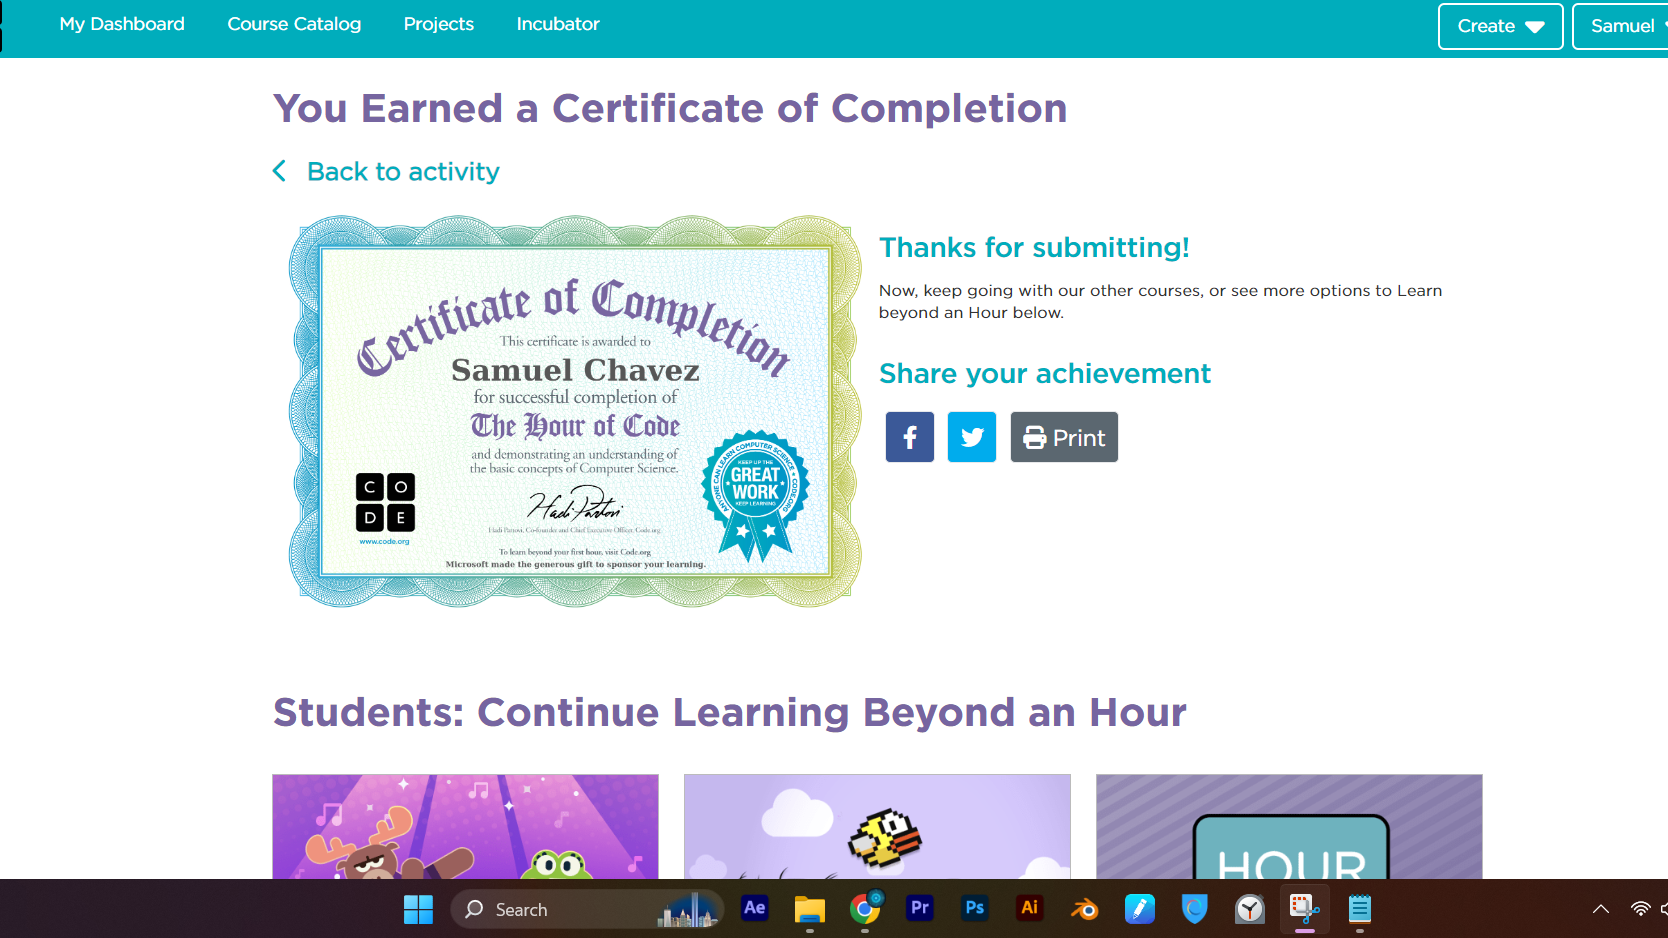 My Dashboard Course Catalog Projects Incubator Create Samuel
You Earned a Certificate of Completion
Back to activity
Certificate of Completion
This certificate is awarded to
Samuel Chavez
for successful completion of
The Hour of Code
and demonstrating an understanding of
the basic concepts of Computer Science.
Hadi Partovi
Hadi Partovi, Co-founder and Chief Executive Officer, Code.org
To learn beyond your first hour, visit Code.org
Microsoft made the generous gift to sponsor your learning.
C O
D E
www.code.org
ANYONE CAN LEARN COMPUTER SCIENCE • CODE.ORG
KEEP UP THE
GREAT
WORK
KEEP LEARNING
Thanks for submitting!
Now, keep going with our other courses, or see more options to Learn
beyond an Hour below.
Share your achievement
f Print
Students: Continue Learning Beyond an Hour
HOUR
Search Ae Pr Ps Ai